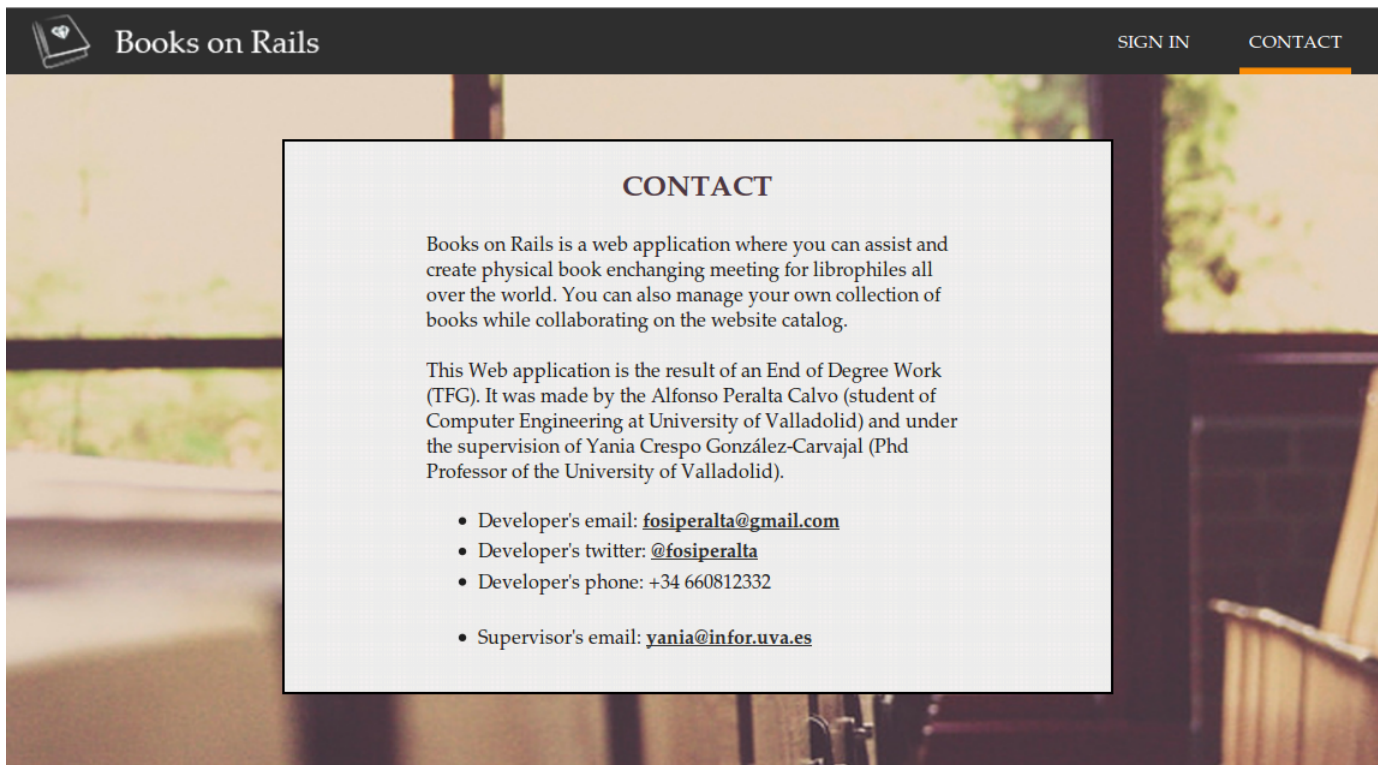 Books on Rails
SIGN IN
CONTACT
CONTACT
Books on Rails is a web application where you can assist and
create physical book enchanging meeting for librophiles all
over the world. You can also manage your own collection of
books while collaborating on the website catalog.
This Web application is the result of an End of Degree Work
(TFG). It was made by the Alfonso Peralta Calvo (student of
Computer Engineering at University of Valladolid) and under
the supervision of Yania Crespo González-Carvajal (Phd
Professor of the University of Valladolid).
• Developer's email: fosiperalta@gmail.com
• Developer's twitter: @fosiperalta
• Developer's phone: +34 660812332
• Supervisor's email: yania@infor.uva.es